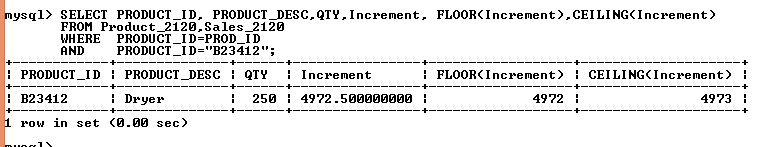 mysql> SELECT PRODUCT_ID, PRODUCT_DESC,QTY,Increment, FLOOR(Increment),CEILING(Increment)
FROM Product_2120,Sales_2120
WHERE PRODUCT_ID=PROD_ID
AND PRODUCT_ID="B23412";
+------------+--------------+-----+----------------+------------------+--------------------+
| PRODUCT_ID | PRODUCT_DESC | QTY | Increment | FLOOR(Increment) | CEILING(Increment) |
+------------+--------------+-----+----------------+------------------+--------------------+
| B23412 | Dryer | 250 | 4972.500000000 | 4972 | 4973 |
+------------+--------------+-----+----------------+------------------+--------------------+
1 row in set (0.00 sec)
mysql>